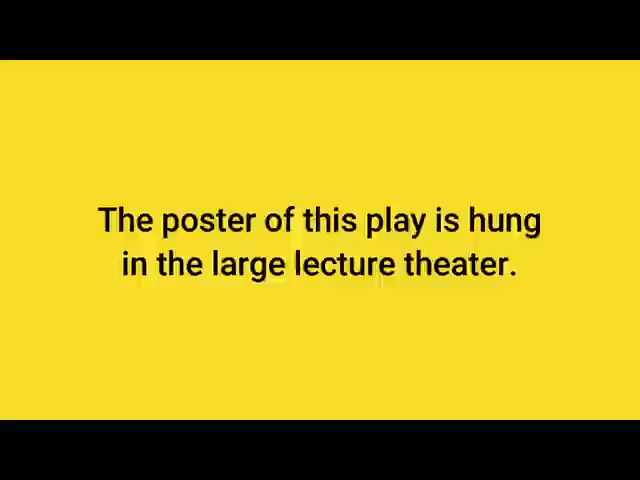 The poster of this play is hung
in the large lecture theater.